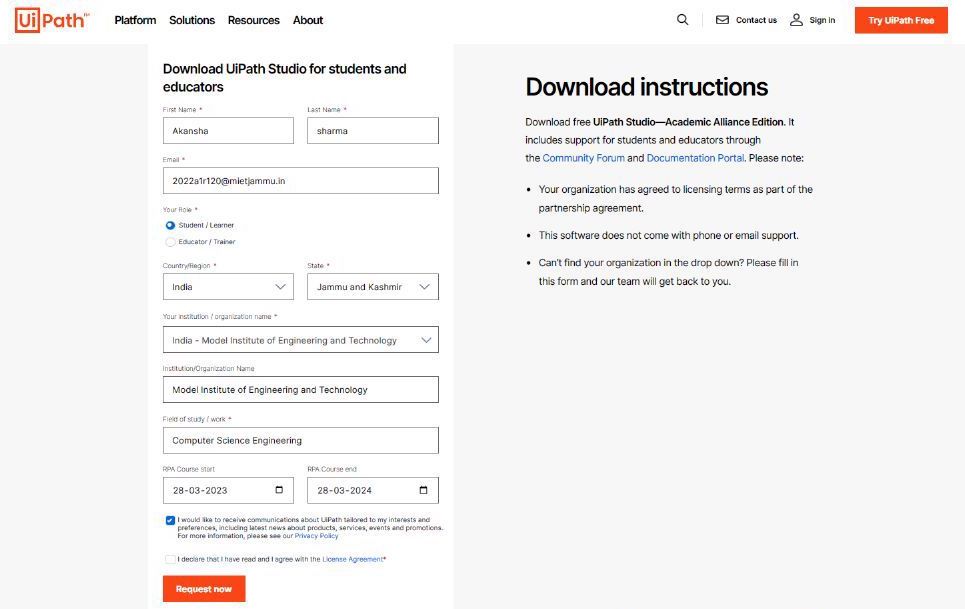 UiPath™ Platform Solutions Resources About Contact us Sign in Try UiPath Free
Download UiPath Studio for students and
educators
First Name * Last Name *
Akansha sharma
Email *
2022a1r120@mietjammu.in
Your Role *
Student / Learner
Educator / Trainer
Country/Region * State *
India Jammu and Kashmir
Your institution / organization name *
India - Model Institute of Engineering and Technology
Institution/Organization Name
Model Institute of Engineering and Technology
Field of study / work *
Computer Science Engineering
RPA Course start RPA Course end
28-03-2023 28-03-2024
I would like to receive communications about UiPath tailored to my interests and
preferences, including latest news about products, services, events and promotions.
For more information, please see our Privacy Policy
I declare that I have read and I agree with the License Agreement*
Request now
Download instructions
Download free UiPath Studio—Academic Alliance Edition. It
includes support for students and educators through
the Community Forum and Documentation Portal. Please note:
• Your organization has agreed to licensing terms as part of the
partnership agreement.
• This software does not come with phone or email support.
• Can't find your organization in the drop down? Please fill in
this form and our team will get back to you.